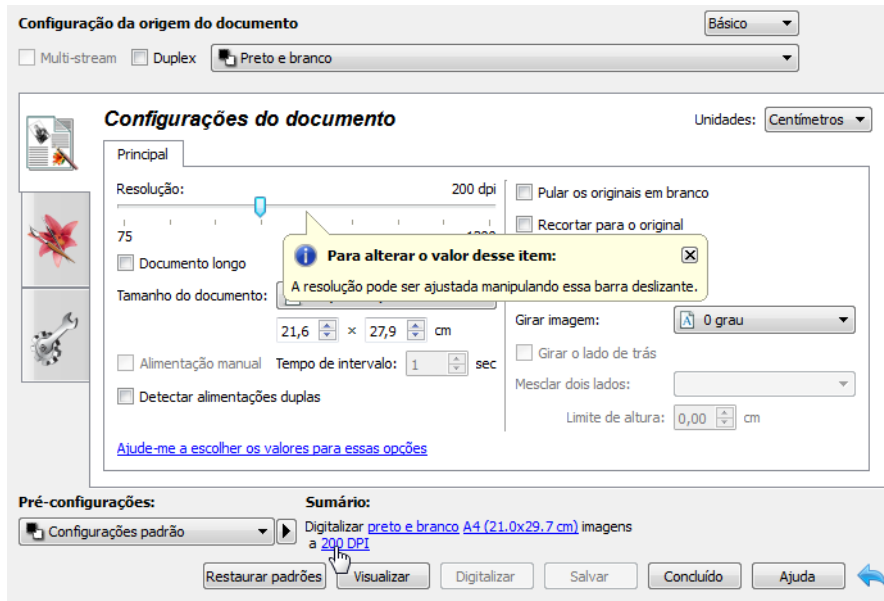 Configuração da origem do documento
Básico
Multi-stream Duplex Preto e branco
Configurações do documento
Unidades: Centímetros
Principal
Resolução: 200 dpi
75
Pular os originais em branco
Recortar para o original
Documento longo
Para alterar o valor desse item:
A resolução pode ser ajustada manipulando essa barra deslizante.
Tamanho do documento:
21,6 × 27,9 cm
Girar imagem: 0 grau
Alimentação manual Tempo de intervalo: 1 sec
Girar o lado de trás
Detectar alimentações duplas
Mesclar dois lados:
Limite de altura: 0,00 cm
Ajude-me a escolher os valores para essas opções
Pré-configurações:
Sumário:
Configurações padrão
Digitalizar preto e branco A4 (21.0x29.7 cm) imagens
a 200 DPI
Restaurar padrões Visualizar Digitalizar Salvar Concluído Ajuda